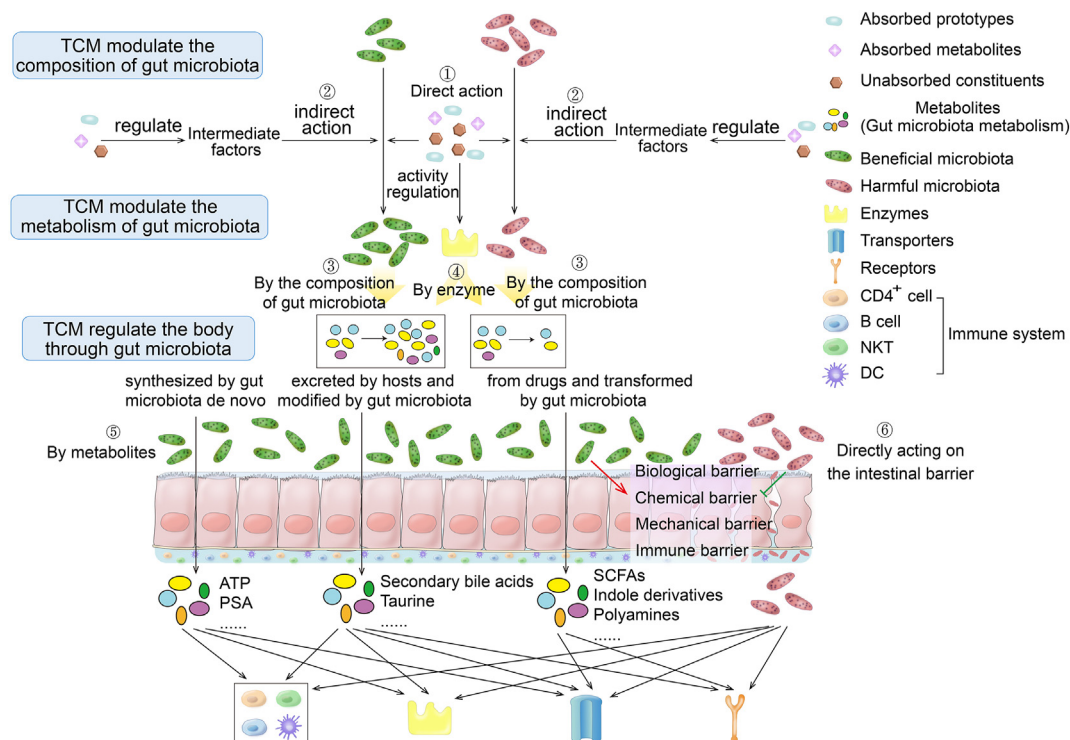 TCM modulate the
composition of gut microbiota
①
Direct action
②
indirect
action
②
indirect
action
regulate
Intermediate
factors
Intermediate
factors
regulate
activity
regulation
TCM modulate the
metabolism of gut microbiota
③
By the composition
of gut microbiota
④
By enzyme
③
By the composition
of gut microbiota
TCM regulate the body
through gut microbiota
synthesized by gut
microbiota de novo
excreted by hosts and
modified by gut microbiota
from drugs and transformed
by gut microbiota
⑤
By metabolites
⑥
Directly acting on
the intestinal barrier
Biological barrier
Chemical barrier
Mechanical barrier
Immune barrier
ATP
PSA
......
Secondary bile acids
Taurine
......
SCFAs
Indole derivatives
Polyamines
......
Absorbed prototypes
Absorbed metabolites
Unabsorbed constituents
Metabolites
(Gut microbiota metabolism)
Beneficial microbiota
Harmful microbiota
Enzymes
Transporters
Receptors
CD4⁺ cell
B cell
NKT
DC
Immune system